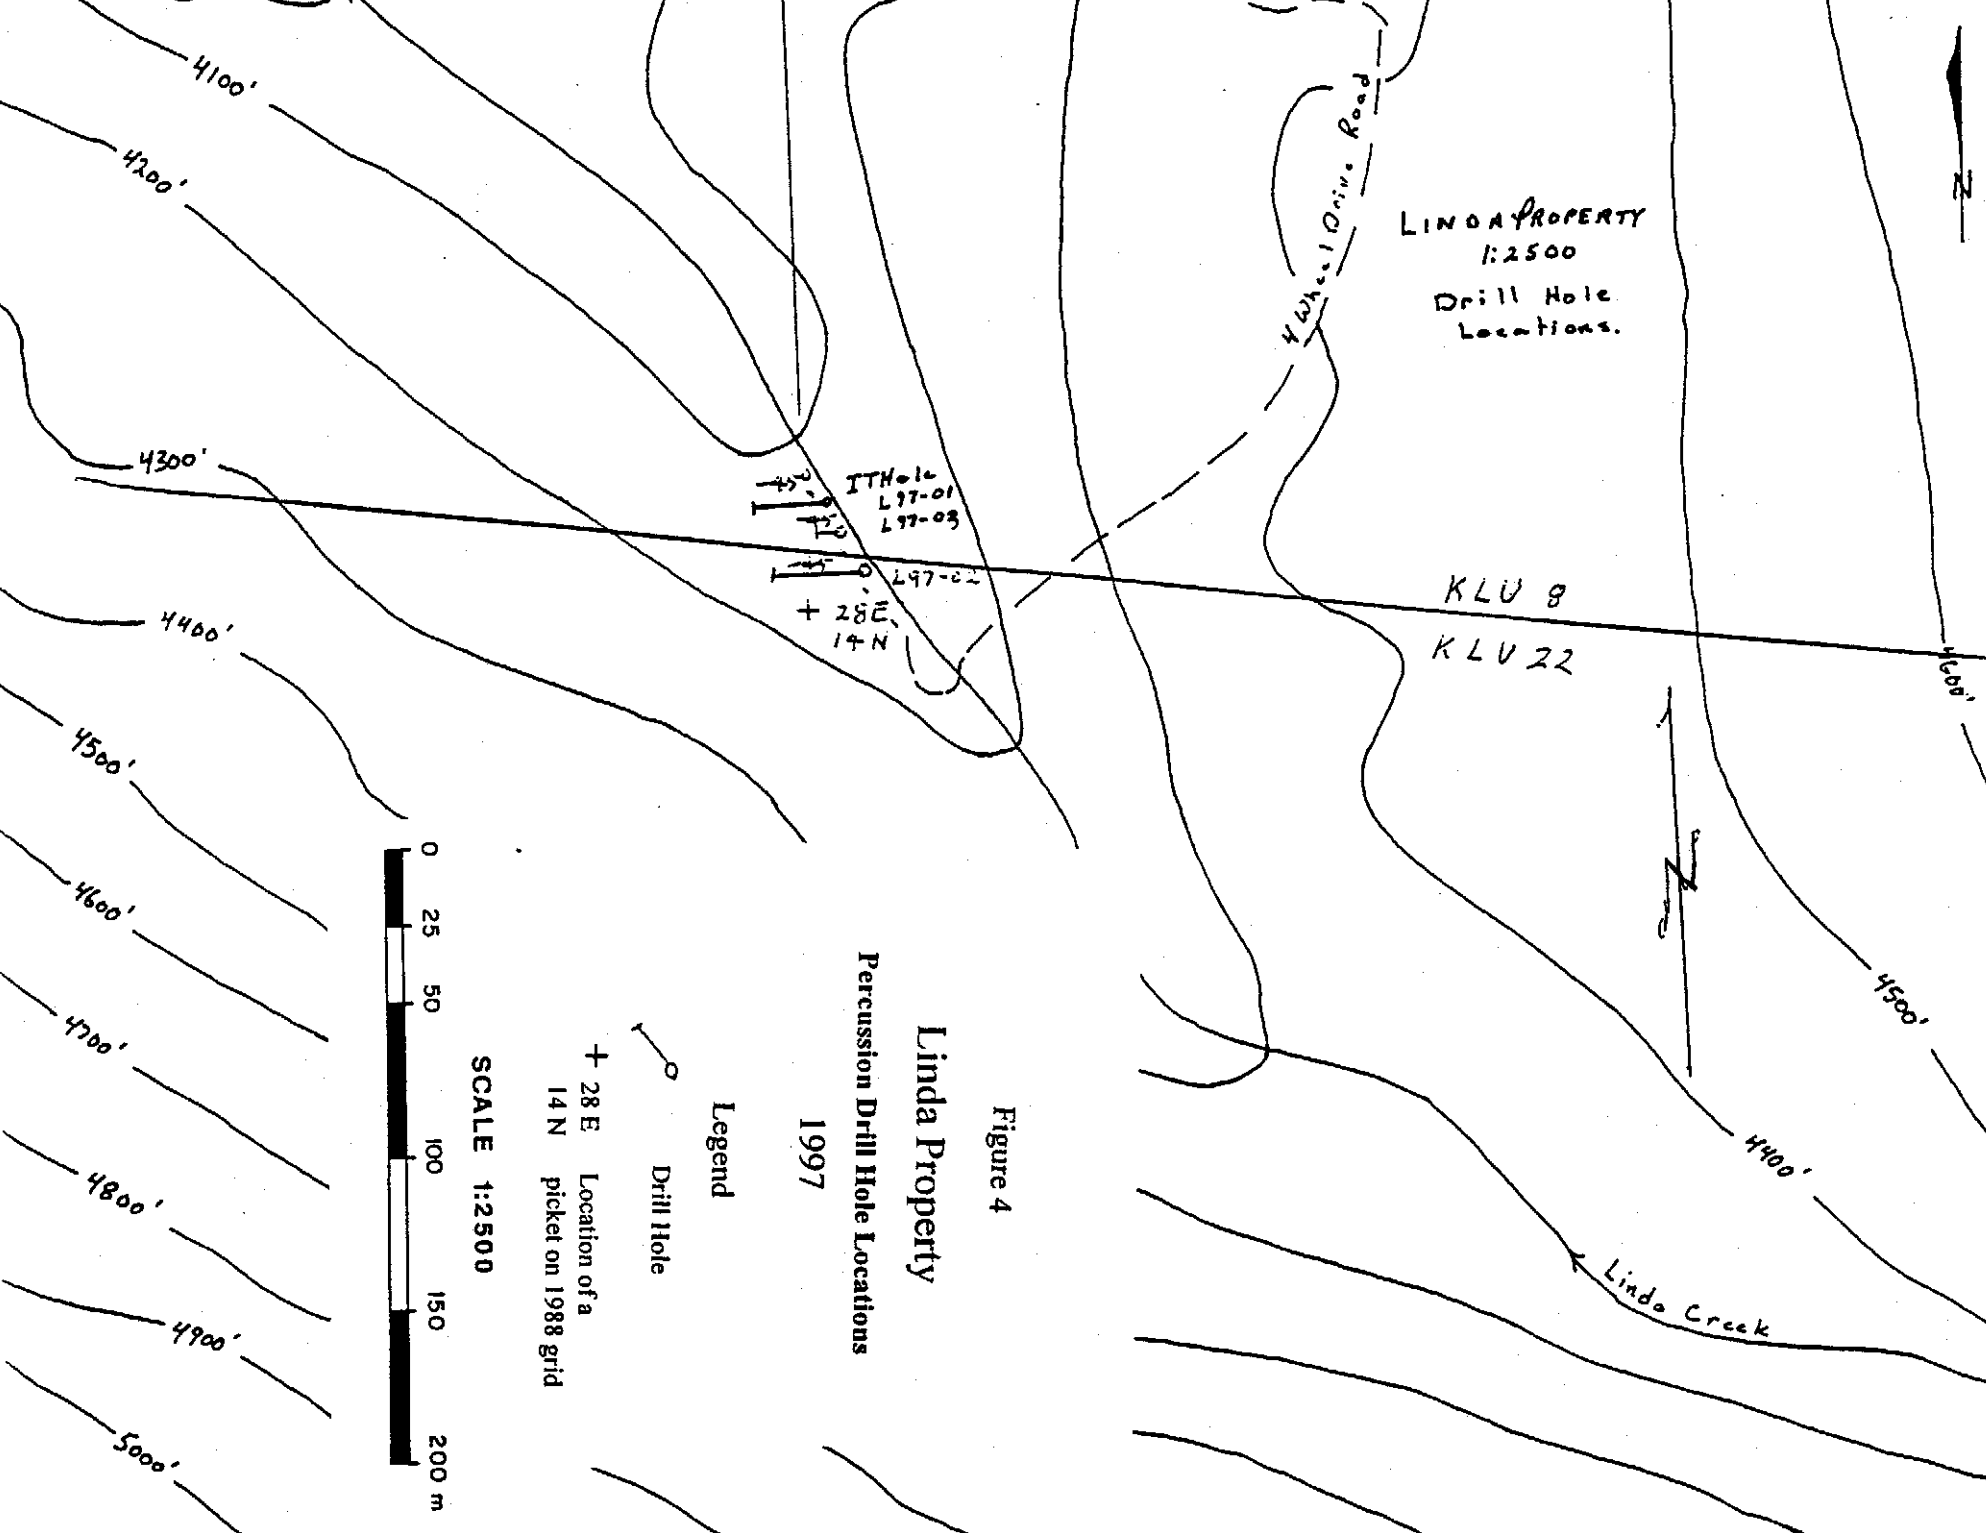 4100'
4200'
4300'
4400'
4500'
4600'
4700'
4800'
4900'
5000'
4 Wheel Drive Road
LINDA PROPERTY
1:2500
Drill Hole
Locations.
N
ITHole
L97-01
L97-03
L97-02
+ 28E
14N
KLU 8
KLU 22
4600'
N
4500'
4400'
Linda Creek
Figure 4
Linda Property
Percussion Drill Hole Locations
1997
Legend
Drill Hole
+ 28 E Location of a
14 N picket on 1988 grid
SCALE 1:2500
0 25 50 100 150 200 m